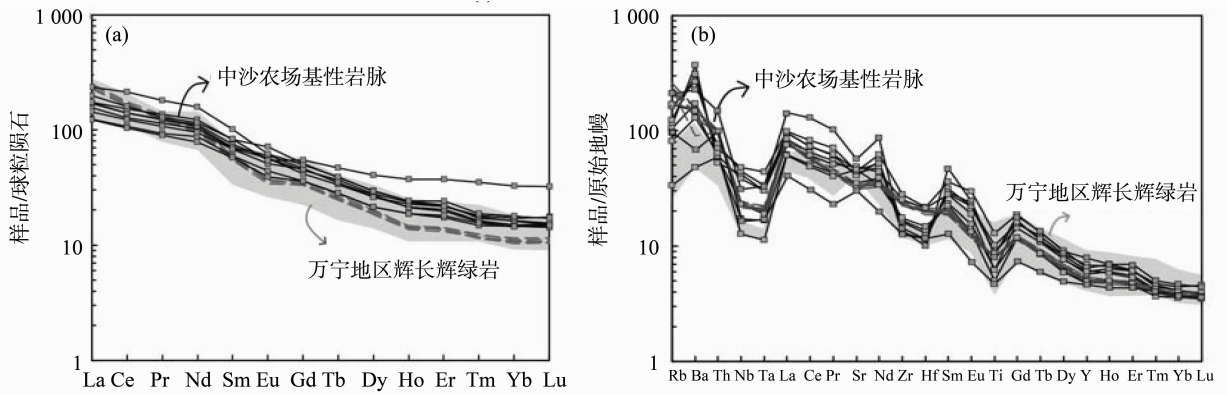 1 000
(a)
中沙农场基性岩脉
100
样品/球粒陨石
10
万宁地区辉长辉绿岩
1
La Ce Pr Nd Sm Eu Gd Tb Dy Ho Er Tm Yb Lu
1 000
(b)
中沙农场基性岩脉
100
样品/原始地幔
万宁地区辉长辉绿岩
10
1
Rb Ba Th Nb Ta La Ce Pr Sr Nd Zr Hf Sm Eu Ti Gd Tb Dy Y Ho Er Tm Yb Lu